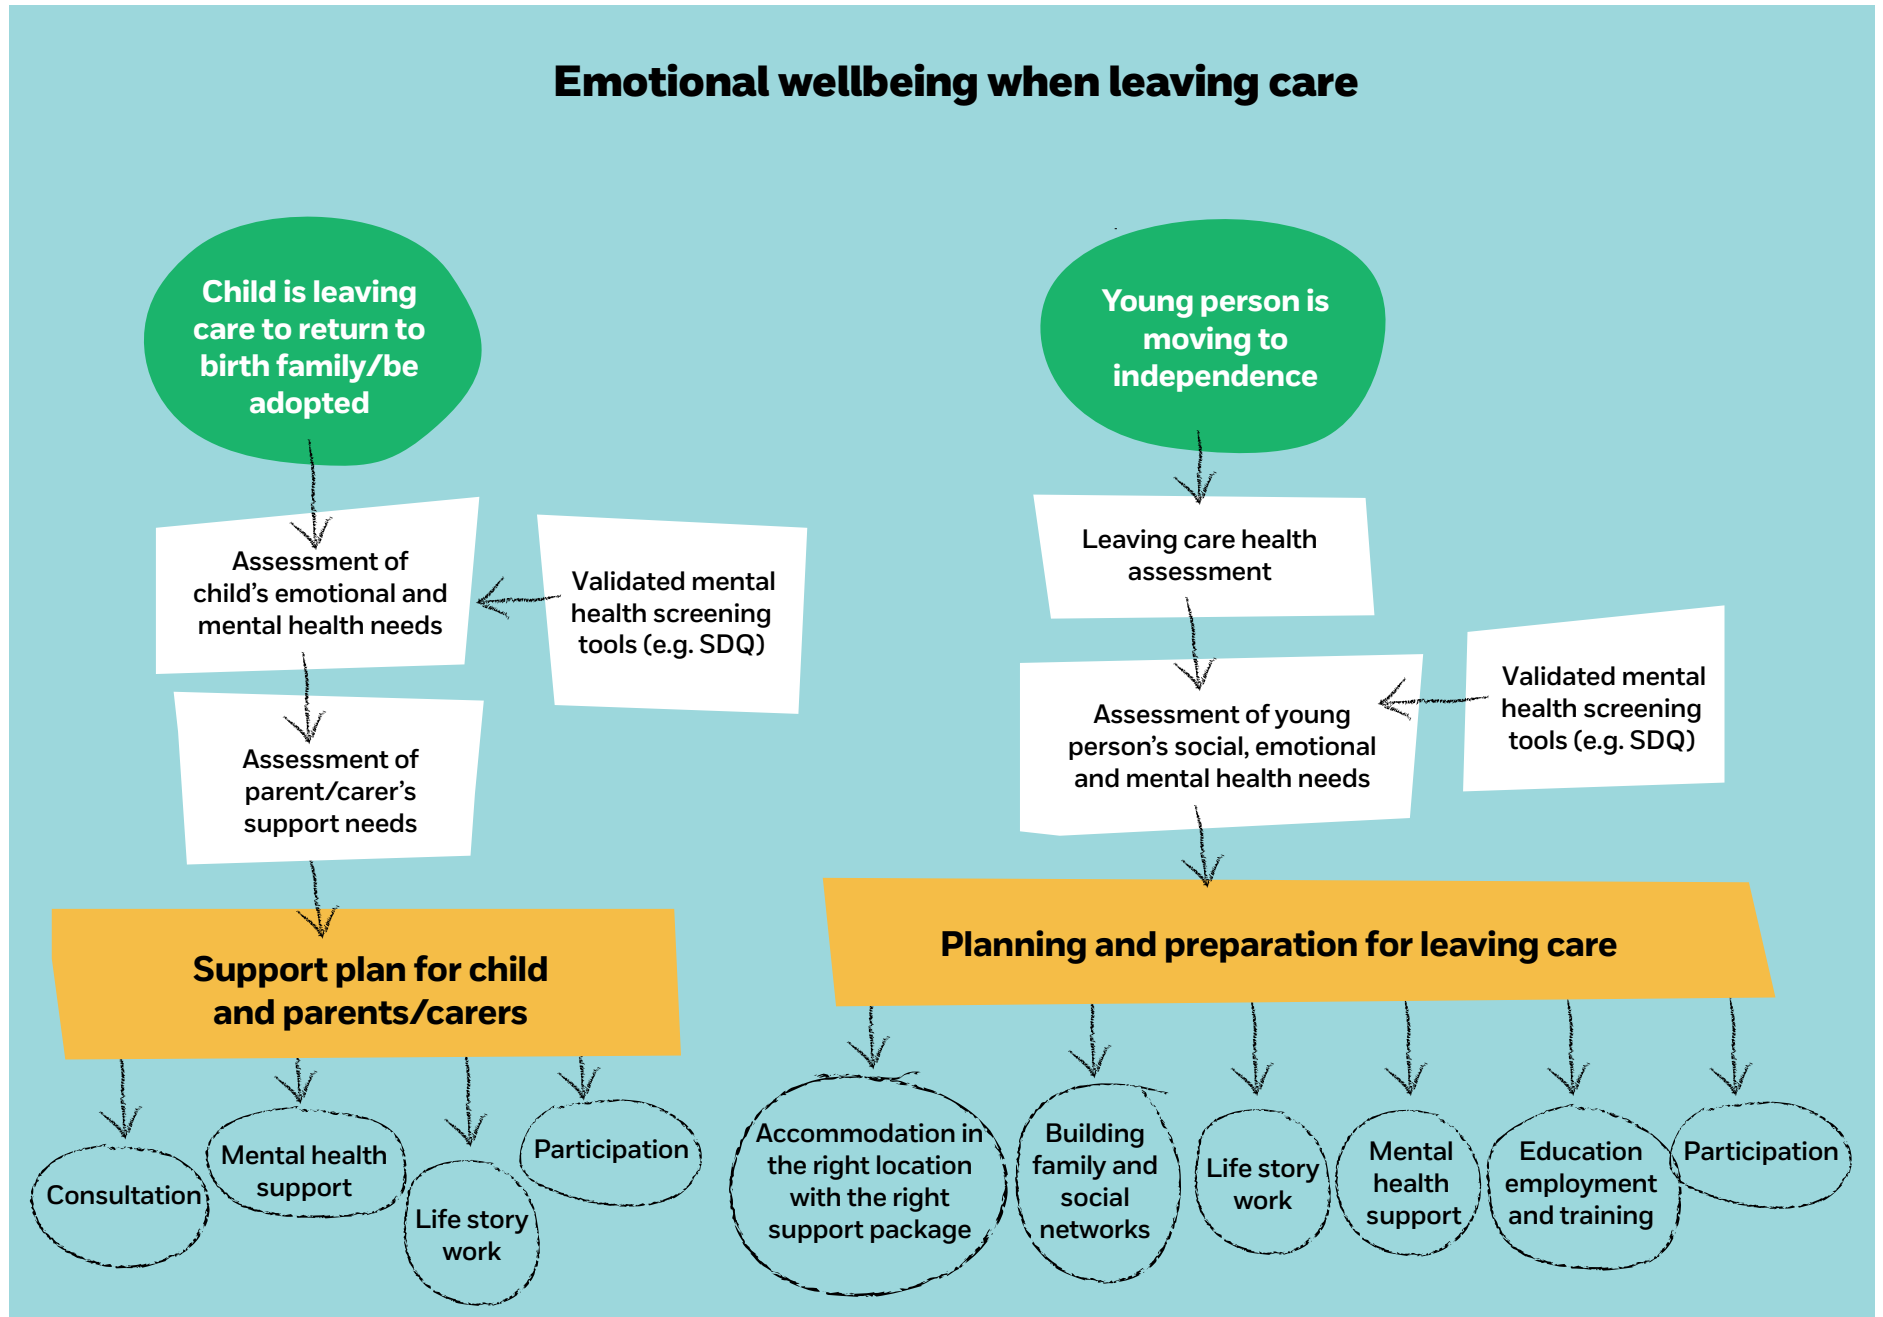 Emotional wellbeing when leaving care
Child is leaving
care to return to
birth family/be
adopted
Assessment of
child’s emotional and
mental health needs
Validated mental
health screening
tools (e.g. SDQ)
Assessment of
parent/carer’s
support needs
Support plan for child
and parents/carers
Consultation
Mental health
support
Life story
work
Participation
Young person is
moving to
independence
Leaving care health
assessment
Assessment of young
person’s social, emotional
and mental health needs
Validated mental
health screening
tools (e.g. SDQ)
Planning and preparation for leaving care
Accommodation in
the right location
with the right
support package
Building
family and
social
networks
Life story
work
Mental
health
support
Education
employment
and training
Participation